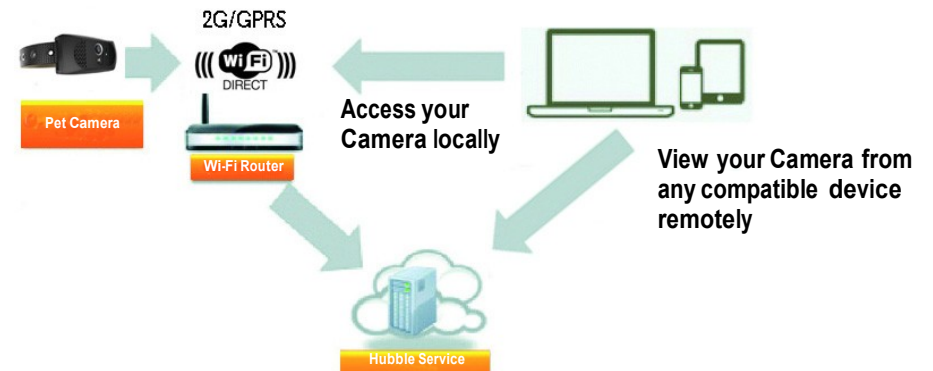 2G/GPRS
Wi Fi
DIRECT
Pet Camera
Wi-Fi Router
Access your
Camera locally
View your Camera from
any compatible device
remotely
Hubble Service